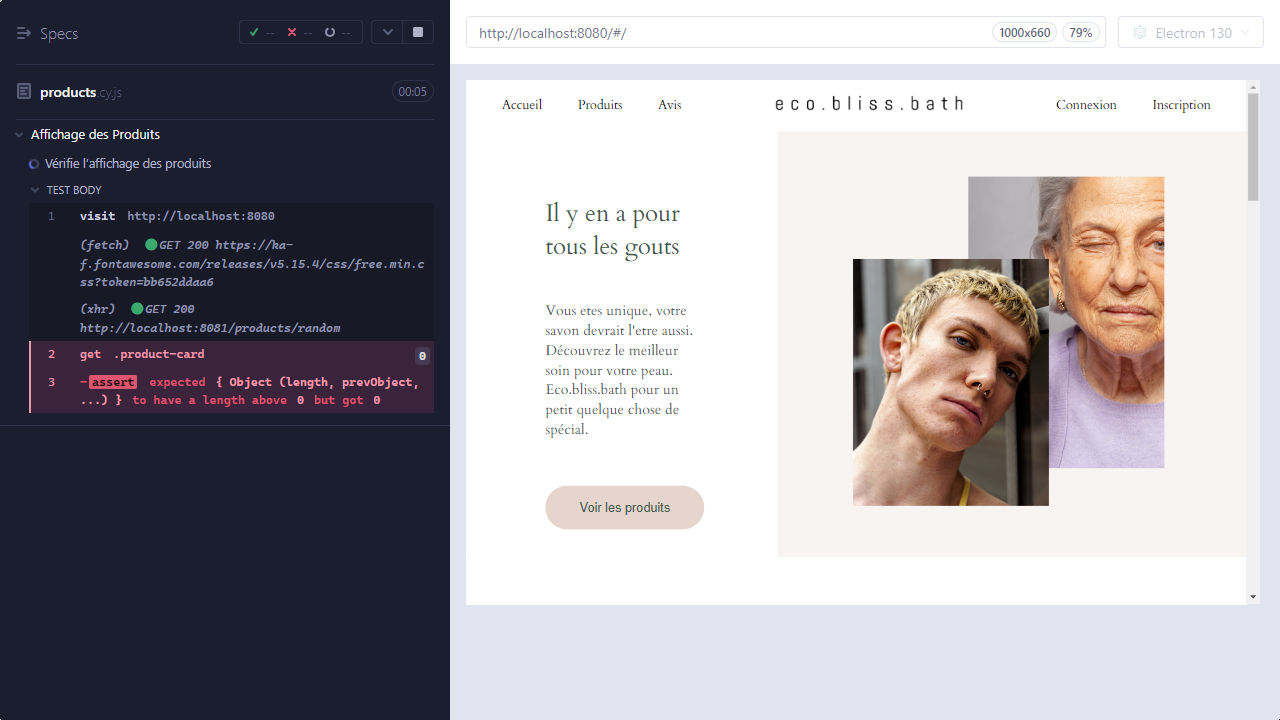 Specs
--
--
--
products.cy.js
00:05
Affichage des Produits
Vérifie l'affichage des produits
TEST BODY
1 visit http://localhost:8080
(fetch) GET 200 https://ka-
f.fontawesome.com/releases/v5.15.4/css/free.min.c
ss?token=bb652ddaa6
(xhr) GET 200
http://localhost:8081/products/random
2 get .product-card 0
3 -assert expected { Object (length, prevObject,
...) } to have a length above 0 but got 0
http://localhost:8080/#/
1000x660
79%
Electron 130
Accueil
Produits
Avis
eco.bliss.bath
Connexion
Inscription
Il y en a pour
tous les gouts
Vous etes unique, votre
savon devrait l'etre aussi.
Découvrez le meilleur
soin pour votre peau.
Eco.bliss.bath pour un
petit quelque chose de
spécial.
Voir les produits